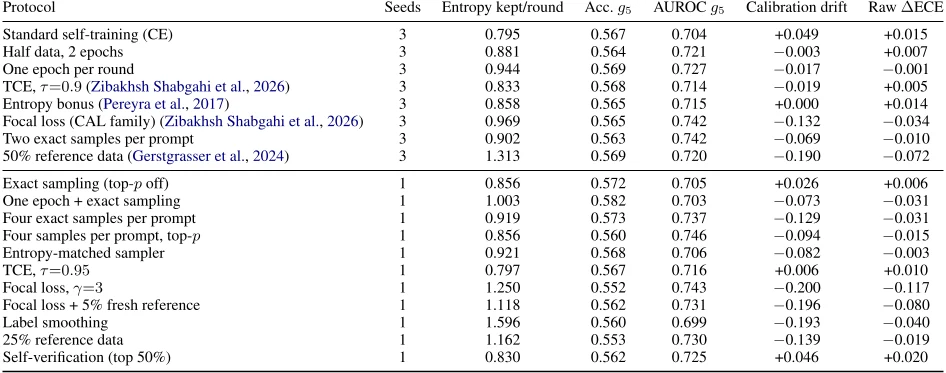 Protocol Seeds Entropy kept/round Acc. g5 AUROC g5 Calibration drift Raw ΔECE
Standard self-training (CE) 3 0.795 0.567 0.704 +0.049 +0.015
Half data, 2 epochs 3 0.881 0.564 0.721 −0.003 +0.007
One epoch per round 3 0.944 0.569 0.727 −0.017 −0.001
TCE, τ=0.9 (Zibakhsh Shabgahi et al., 2026) 3 0.833 0.568 0.714 −0.019 +0.005
Entropy bonus (Pereyra et al., 2017) 3 0.858 0.565 0.715 +0.000 +0.014
Focal loss (CAL family) (Zibakhsh Shabgahi et al., 2026) 3 0.969 0.565 0.742 −0.132 −0.034
Two exact samples per prompt 3 0.902 0.563 0.742 −0.069 −0.010
50% reference data (Gerstgrasser et al., 2024) 3 1.313 0.569 0.720 −0.190 −0.072
Exact sampling (top-p off) 1 0.856 0.572 0.705 +0.026 +0.006
One epoch + exact sampling 1 1.003 0.582 0.703 −0.073 −0.031
Four exact samples per prompt 1 0.919 0.573 0.737 −0.129 −0.031
Four samples per prompt, top-p 1 0.856 0.560 0.746 −0.094 −0.015
Entropy-matched sampler 1 0.921 0.568 0.706 −0.082 −0.003
TCE, τ=0.95 1 0.797 0.567 0.716 +0.006 +0.010
Focal loss, γ=3 1 1.250 0.552 0.743 −0.200 −0.117
Focal loss + 5% fresh reference 1 1.118 0.562 0.731 −0.196 −0.080
Label smoothing 1 1.596 0.560 0.699 −0.193 −0.040
25% reference data 1 1.162 0.553 0.730 −0.139 −0.019
Self-verification (top 50%) 1 0.830 0.562 0.725 +0.046 +0.020